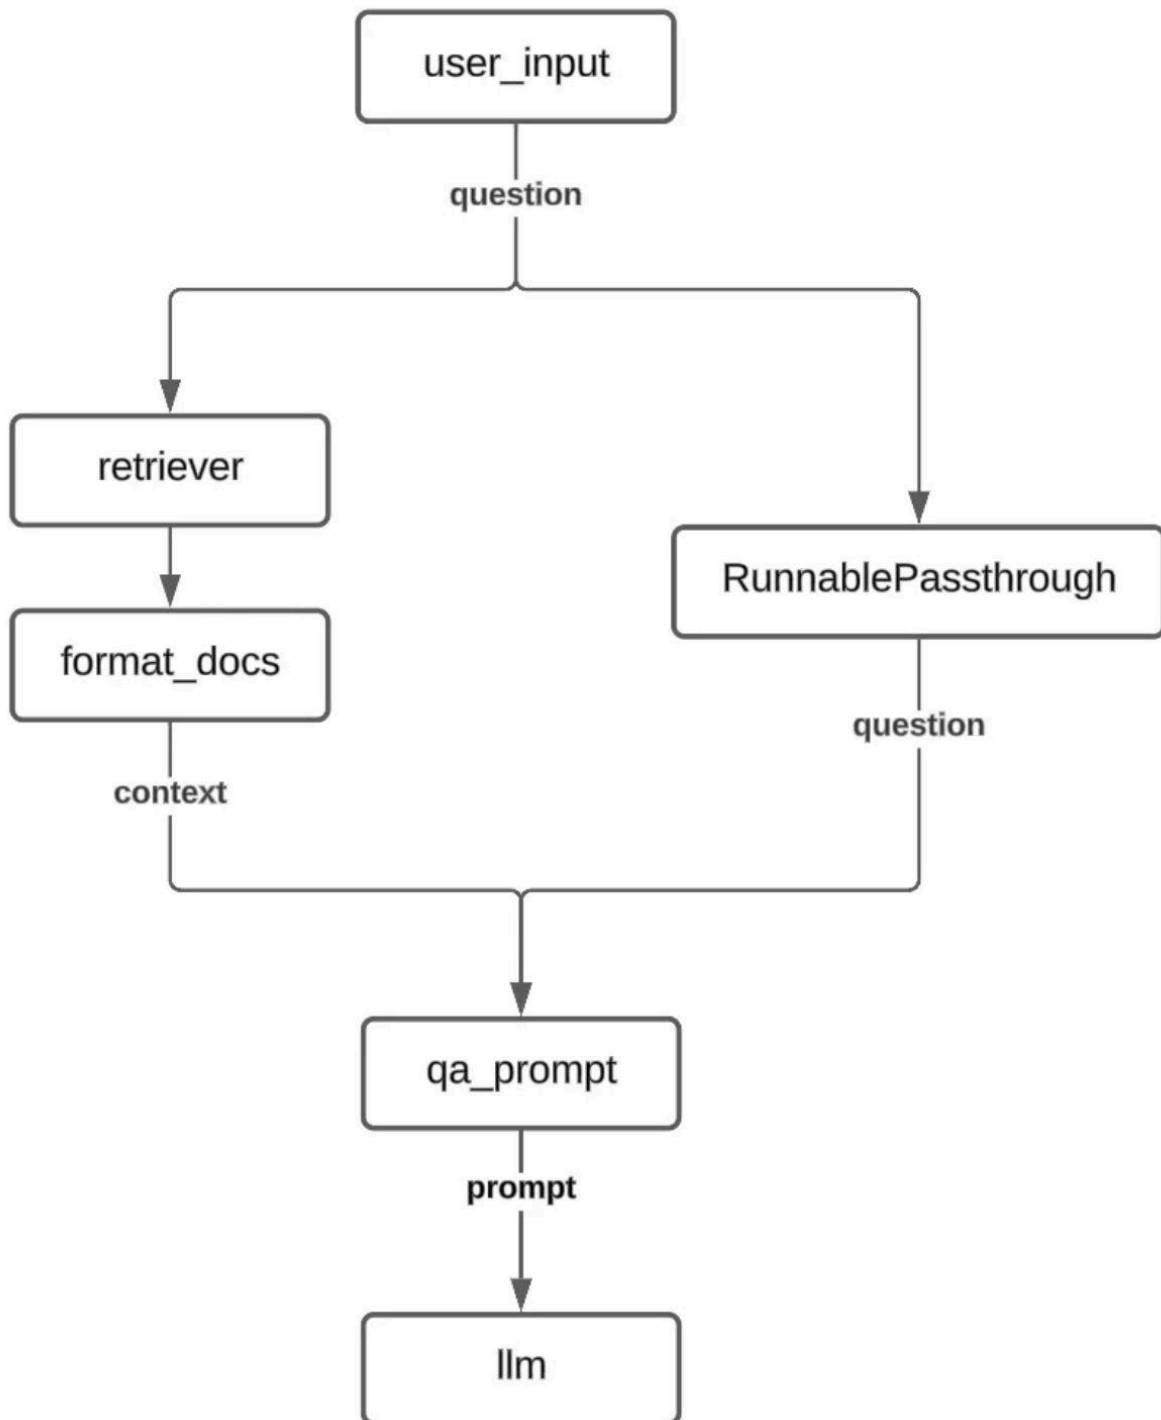 user_input
question
retriever
RunnablePassthrough
format_docs
question
context
qa_prompt
prompt
llm